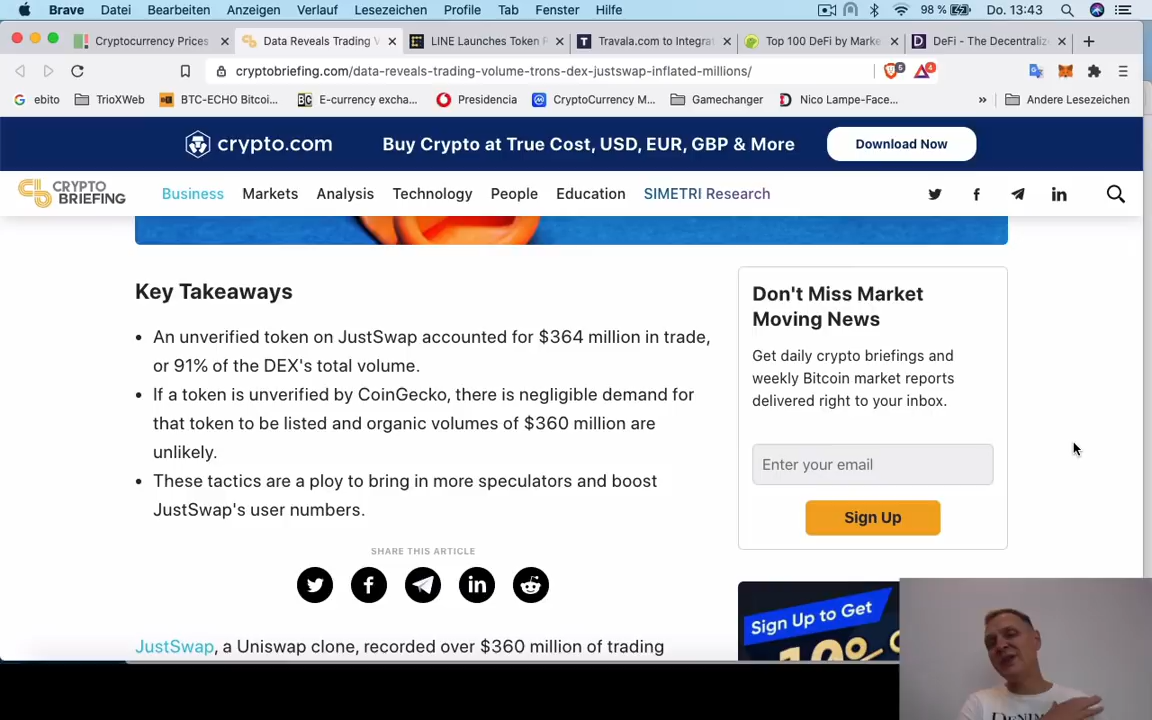 Brave Datei Bearbeiten Anzeigen Verlauf Lesezeichen Profile Tab Fenster Hilfe 98 % Do. 13:43
Cryptocurrency Prices Data Reveals Trading V LINE Launches Token F Travala.com to Integrat Top 100 DeFi by Marke DeFi - The Decentraliz
cryptobriefing.com/data-reveals-trading-volume-trons-dex-justswap-inflated-millions/ 5 4
ebito TrioXWeb BTC-ECHO Bitcoi... E-currency excha... Presidencia CryptoCurrency M... Gamechanger Nico Lampe-Face... » Andere Lesezeichen
crypto.com Buy Crypto at True Cost, USD, EUR, GBP & More Download Now
CRYPTO
BRIEFING
Business Markets Analysis Technology People Education SIMETRI Research
Key Takeaways
• An unverified token on JustSwap accounted for $364 million in trade,
or 91% of the DEX's total volume.
• If a token is unverified by CoinGecko, there is negligible demand for
that token to be listed and organic volumes of $360 million are
unlikely.
• These tactics are a ploy to bring in more speculators and boost
JustSwap's user numbers.
SHARE THIS ARTICLE
JustSwap, a Uniswap clone, recorded over $360 million of trading
Don't Miss Market
Moving News
Get daily crypto briefings and
weekly Bitcoin market reports
delivered right to your inbox.
Enter your email
Sign Up
Sign Up to Get